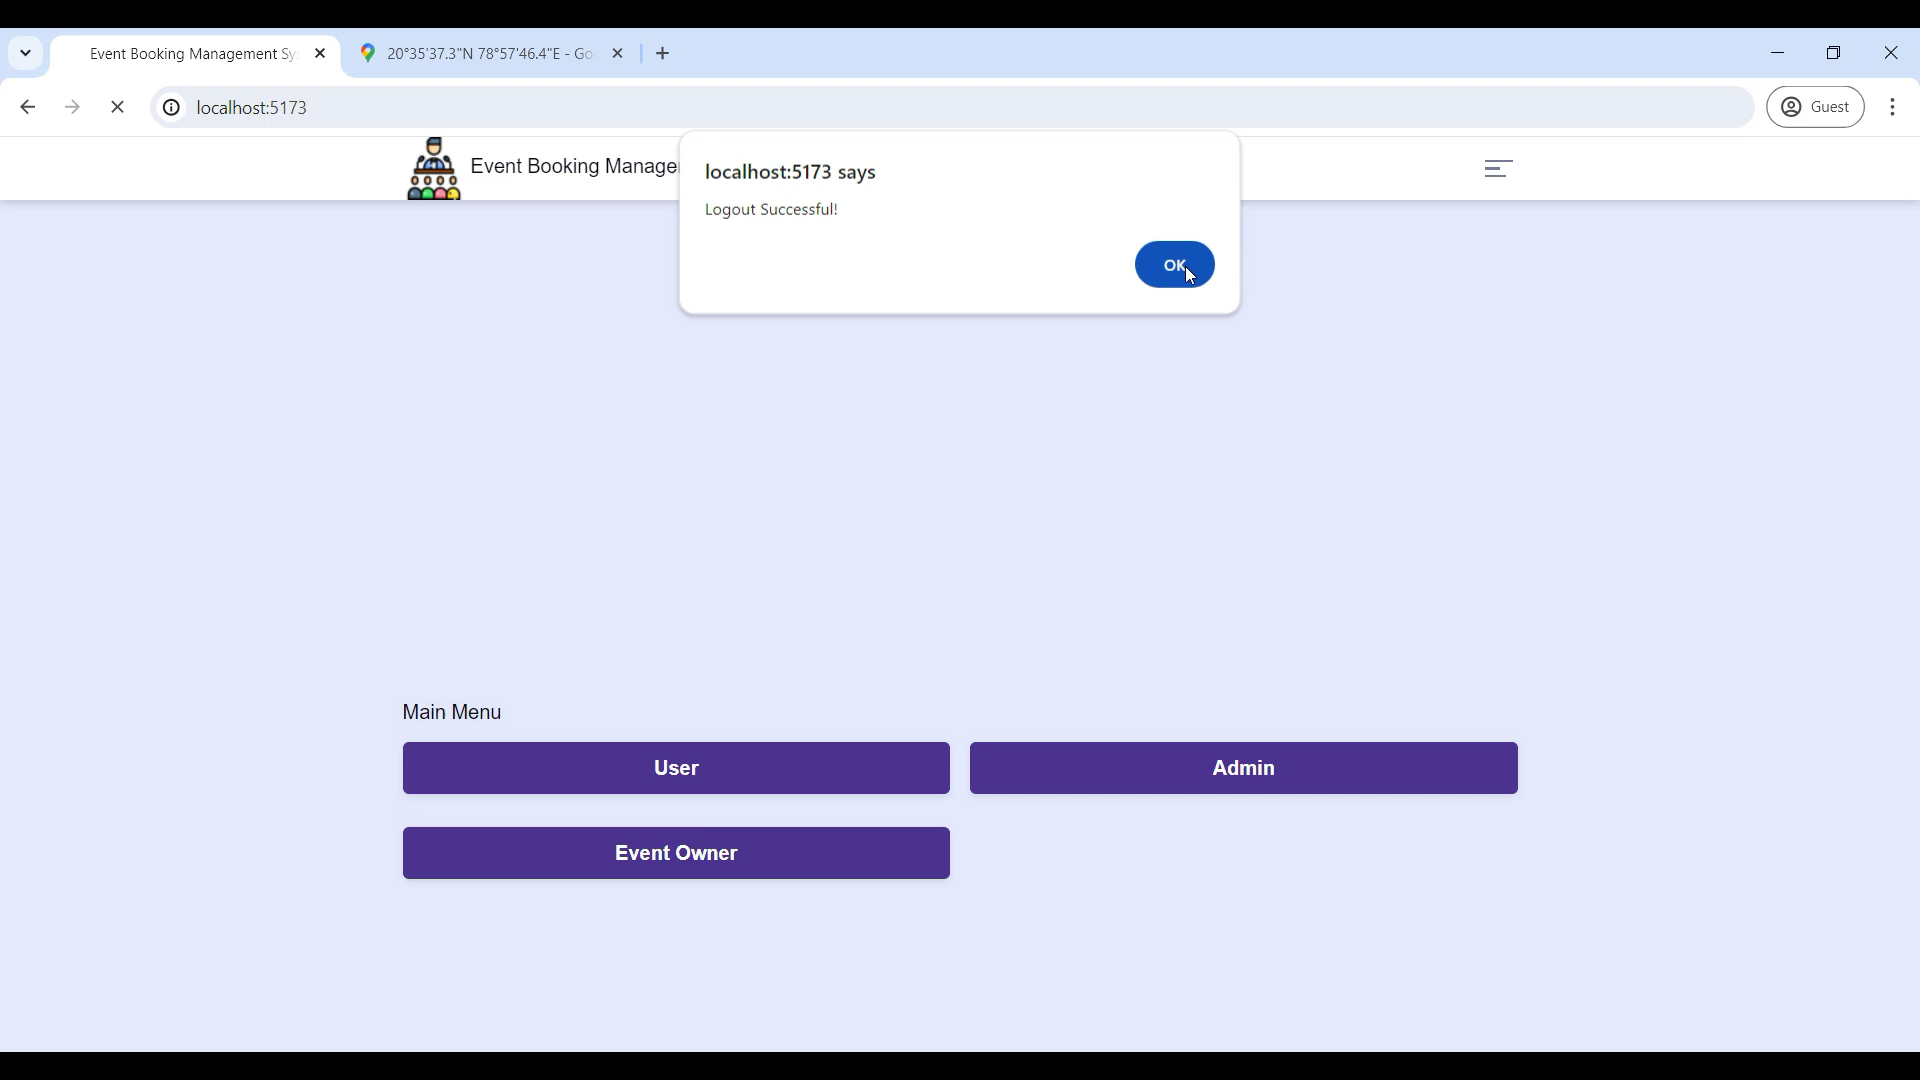 Event Booking Management Sy
20°35'37.3"N 78°57'46.4"E - Go
localhost:5173
Guest
Event Booking Manage
localhost:5173 says
Logout Successful!
OK
Main Menu
User
Admin
Event Owner